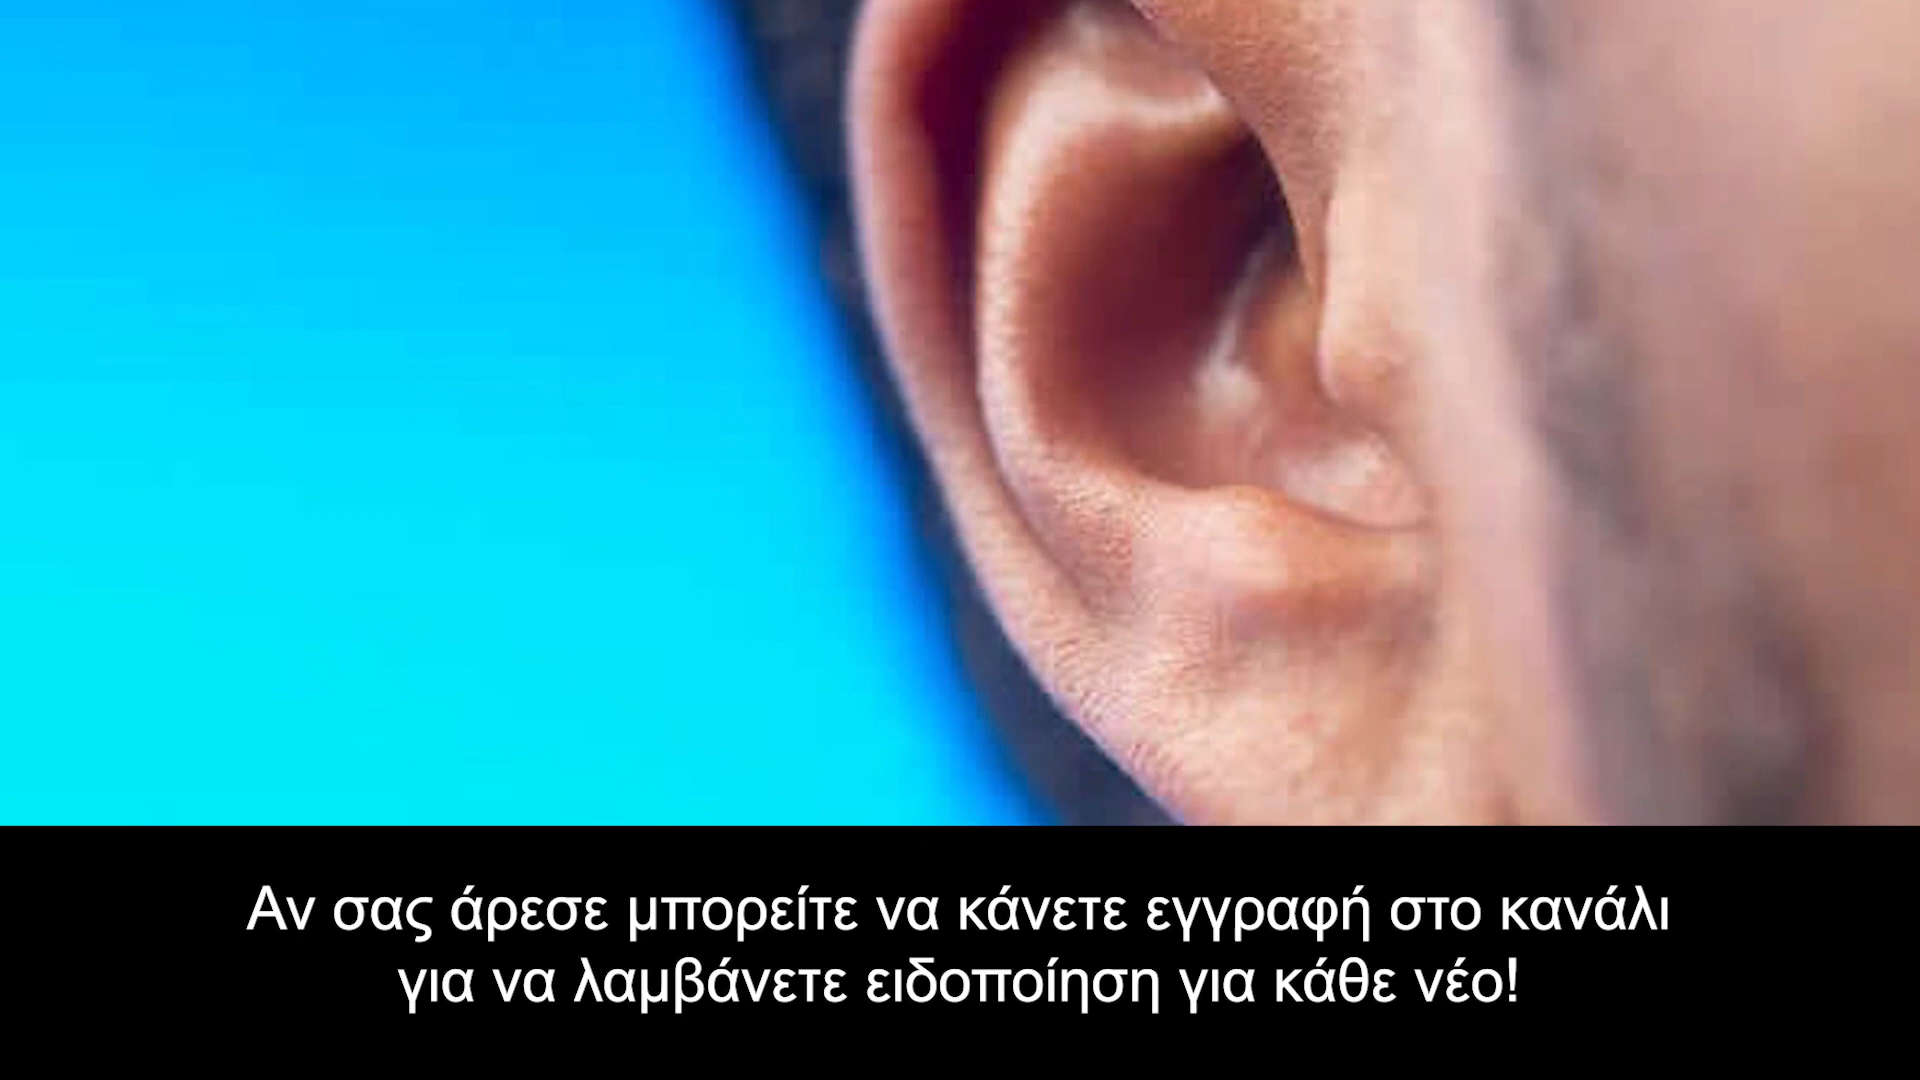 Αν σας άρεσε μπορείτε να κάνετε εγγραφή στο κανάλι
για να λαμβάνετε ειδοποίηση για κάθε νέο!